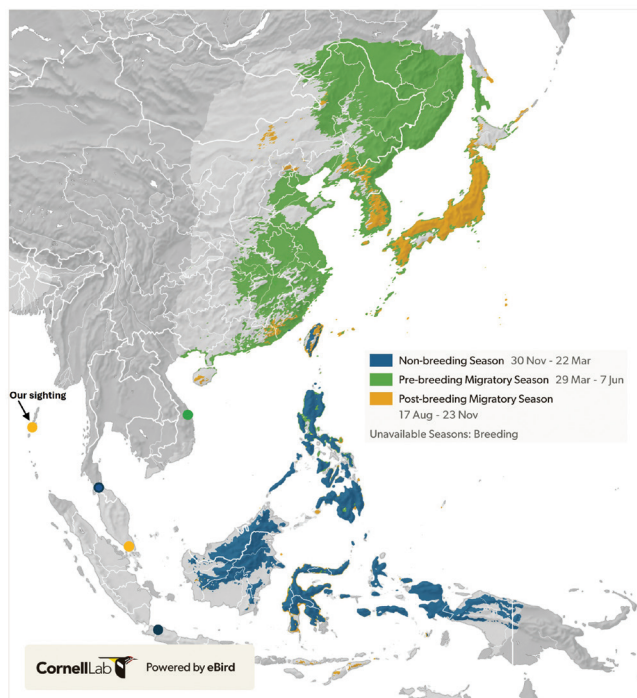 Our sighting
Non-breeding Season 30 Nov - 22 Mar
Pre-breeding Migratory Season 29 Mar - 7 Jun
Post-breeding Migratory Season
17 Aug - 23 Nov
Unavailable Seasons: Breeding
CornellLab Powered by eBird